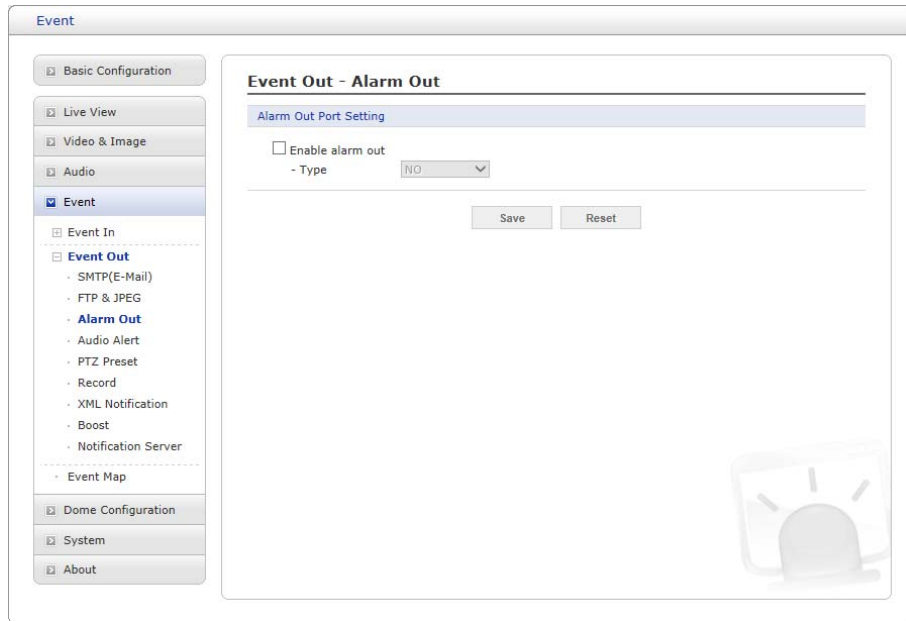 Event
Basic Configuration
Live View
Video & Image
Audio
Event
Event In
Event Out
· SMTP(E-Mail)
· FTP & JPEG
· Alarm Out
· Audio Alert
· PTZ Preset
· Record
· XML Notification
· Boost
· Notification Server
· Event Map
Dome Configuration
System
About
Event Out - Alarm Out
Alarm Out Port Setting
Enable alarm out
- Type NO
Save Reset